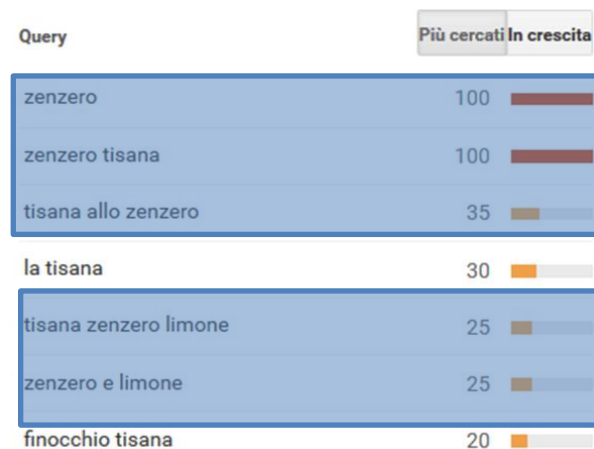 Query Più cercati In crescita
zenzero 100
zenzero tisana 100
tisana allo zenzero 35
la tisana 30
tisana zenzero limone 25
zenzero e limone 25
finocchio tisana 20